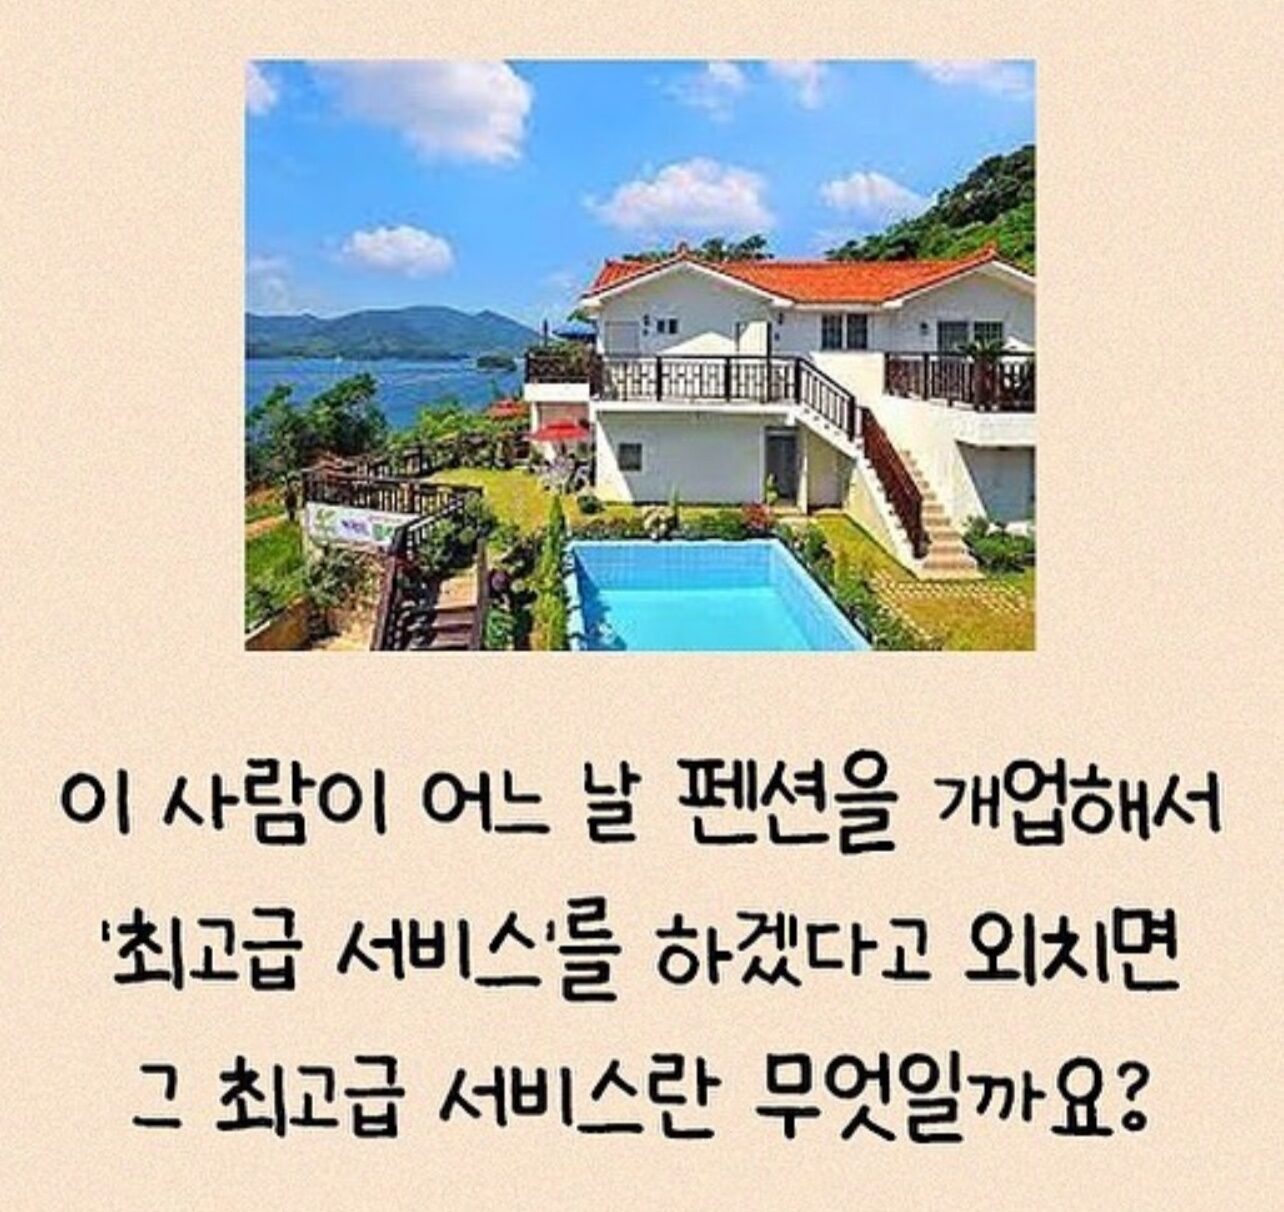 이 사람이 어느 날 펜션을 개업해서
'최고급 서비스'를 하겠다고 외치면
그 최고급 서비스란 무엇일까요?